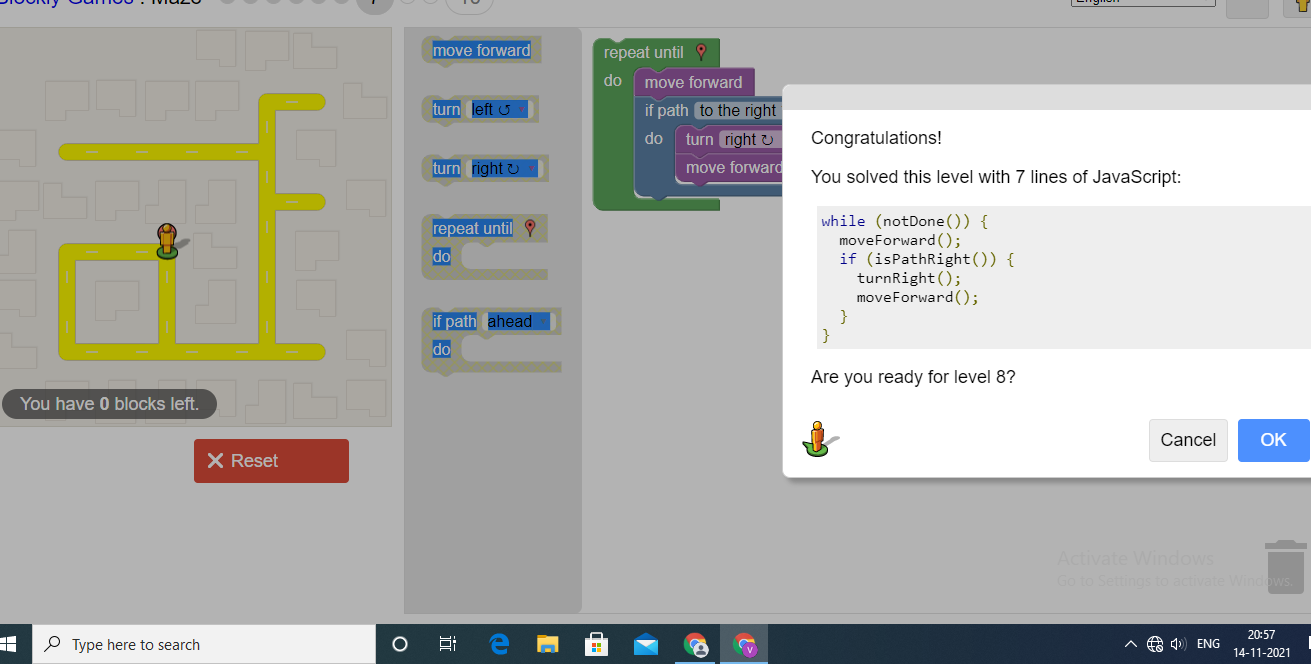 Blockly Games : Maze
7
10
English
move forward
turn left ↺
turn right ↻
repeat until
do
if path ahead
do
You have 0 blocks left.
Reset
repeat until
do move forward
if path to the right
do turn right ↻
move forward
Congratulations!
You solved this level with 7 lines of JavaScript:
while (notDone()) {
moveForward();
if (isPathRight()) {
turnRight();
moveForward();
}
}
Are you ready for level 8?
Cancel
OK
Activate Windows
Go to Settings to activate Windows.
Type here to search
V
ENG
20:57
14-11-2021